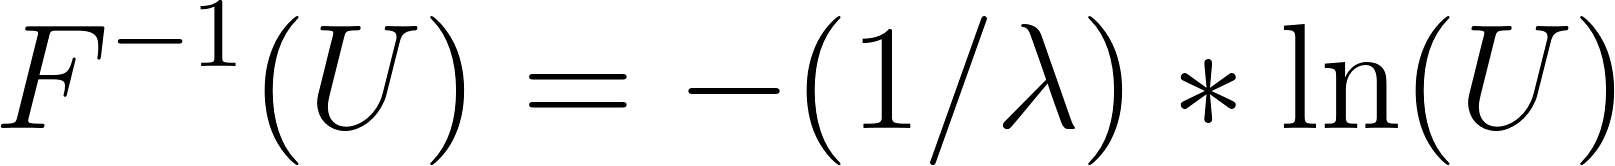 F⁻¹(U) = −(1/λ) * ln(U)